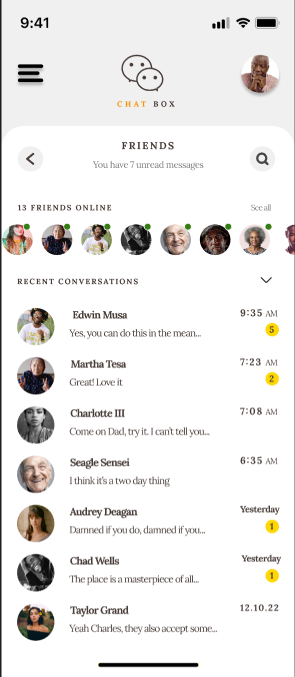 9:41
CHAT BOX
FRIENDS
You have 7 unread messages
13 FRIENDS ONLINE See all
RECENT CONVERSATIONS
Edwin Musa 9:35 AM
Yes, you can do this in the mean... 5
Martha Tesa 7:23 AM
Great! Love it 2
Charlotte III 7:08 AM
Come on Dad, try it. I can't tell you...
Seagle Sensei 6:35 AM
I think it's a two day thing
Audrey Deagan Yesterday
Damned if you do, damned if you... 1
Chad Wells Yesterday
The place is a masterpiece of all... 1
Taylor Grand 12.10.22
Yeah Charles, they also accept some...